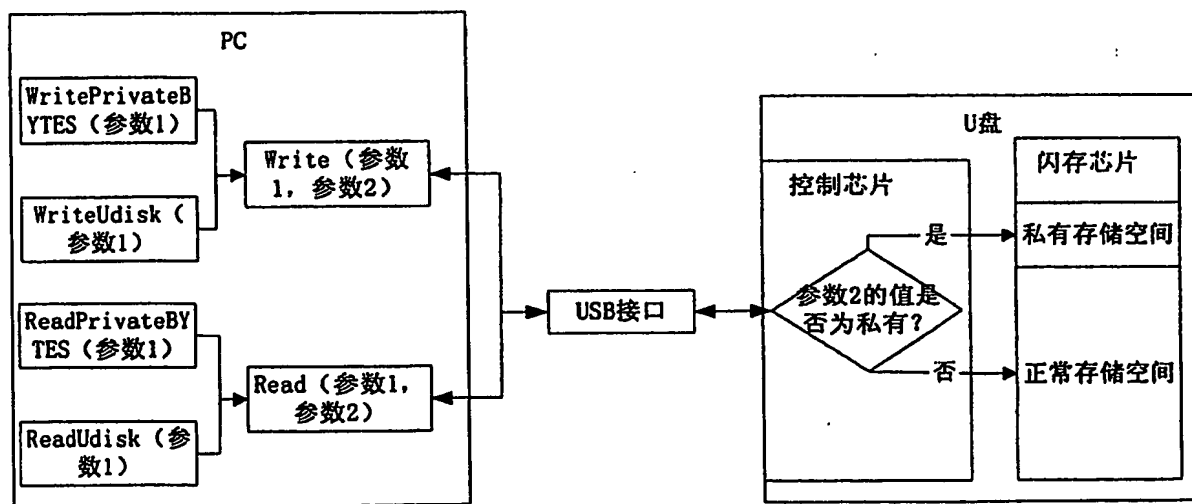 PC
WritePrivateB
YTES（参数1）
WriteUdisk（
参数1）
Write（参数
1，参数2）
ReadPrivateBY
TES（参数1）
ReadUdisk（参
数1）
Read（参数1，
参数2）
USB接口
U盘
控制芯片
参数2的值是
否为私有？
是
否
闪存芯片
私有存储空间
正常存储空间